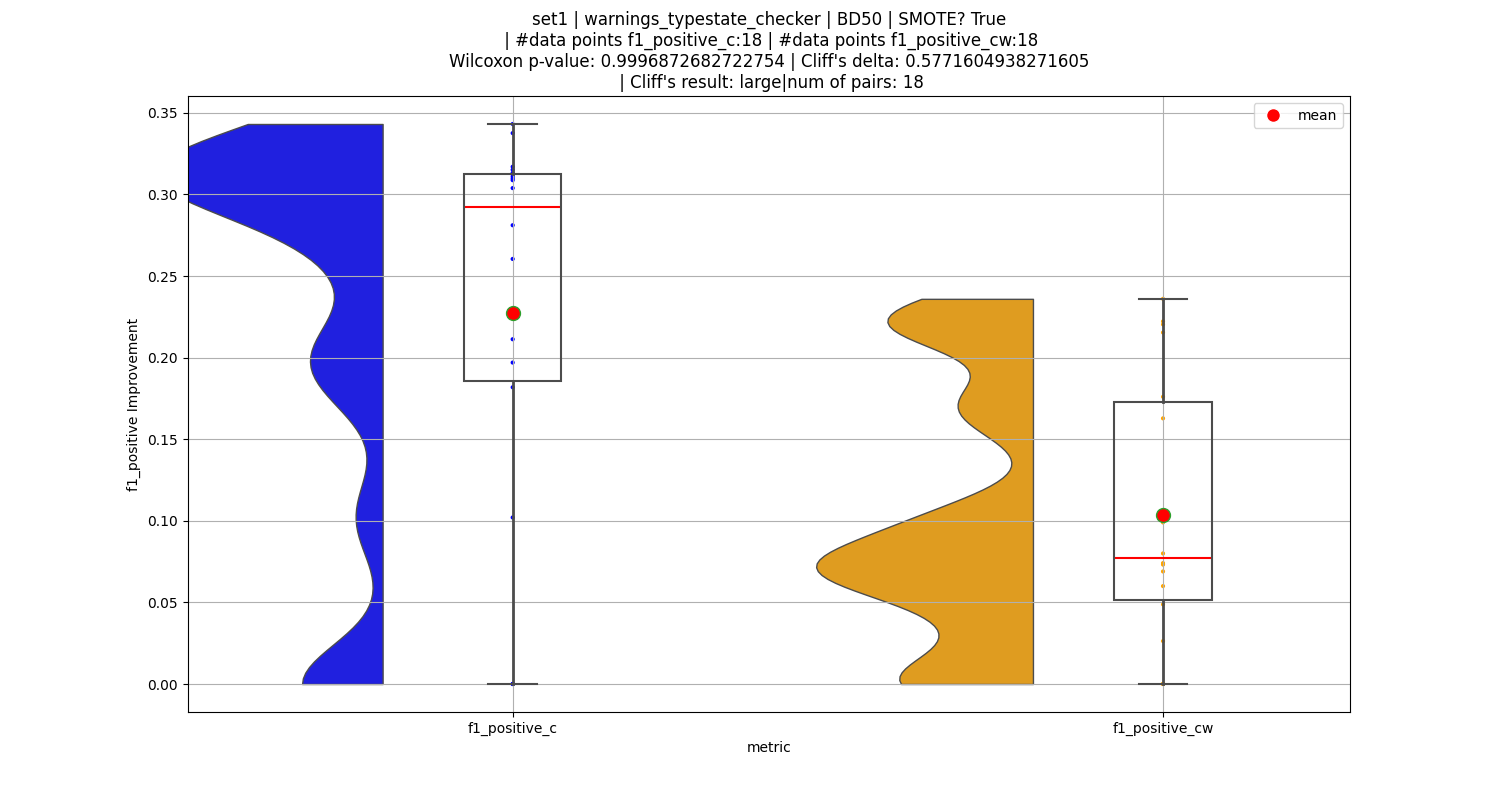 set1 | warnings_typestate_checker | BD50 | SMOTE? True
| #data points f1_positive_c:18 | #data points f1_positive_cw:18
Wilcoxon p-value: 0.9996872682722754 | Cliff's delta: 0.5771604938271605
| Cliff's result: large|num of pairs: 18
mean
0.35
0.30
0.25
0.20
0.15
0.10
0.05
0.00
f1_positive Improvement
f1_positive_c
f1_positive_cw
metric